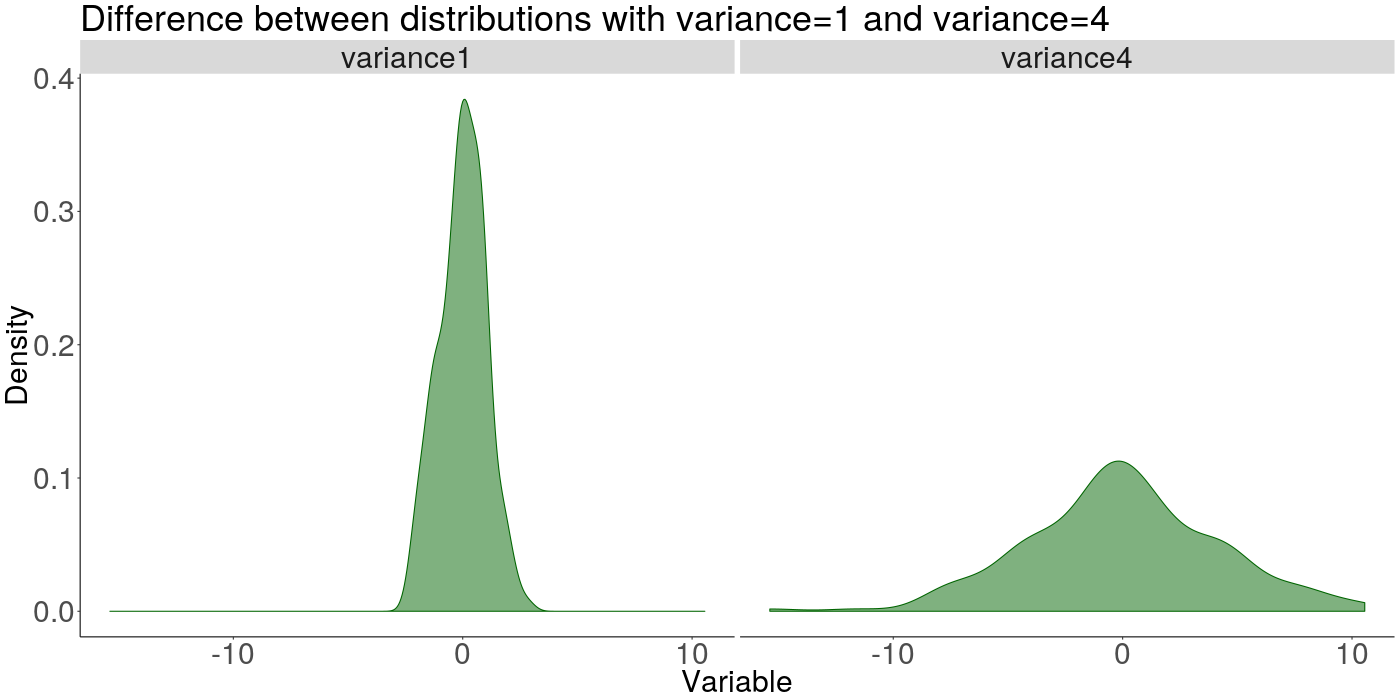 Difference between distributions with variance=1 and variance=4
variance1 variance4
0.4
0.3
0.2
0.1
0.0
Density
-10 0 10 -10 0 10
Variable